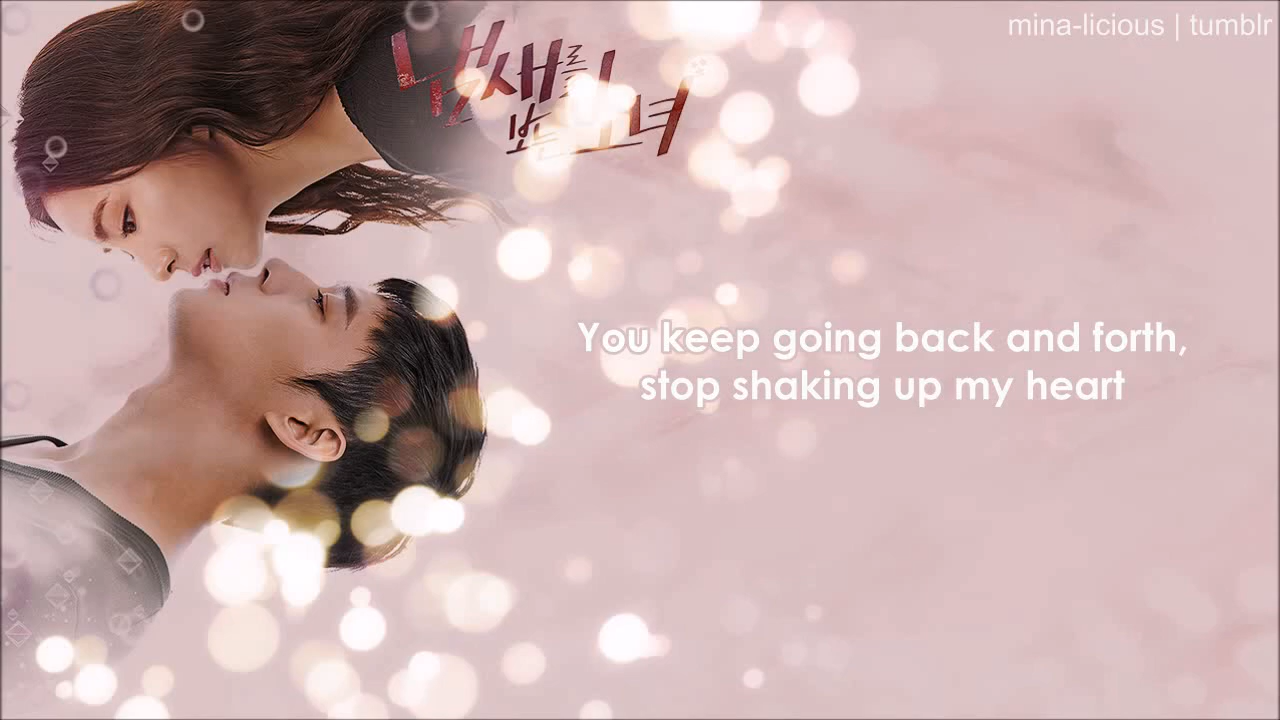 mina-licious | tumblr
냄새를
보는 소녀
You keep going back and forth,
stop shaking up my heart